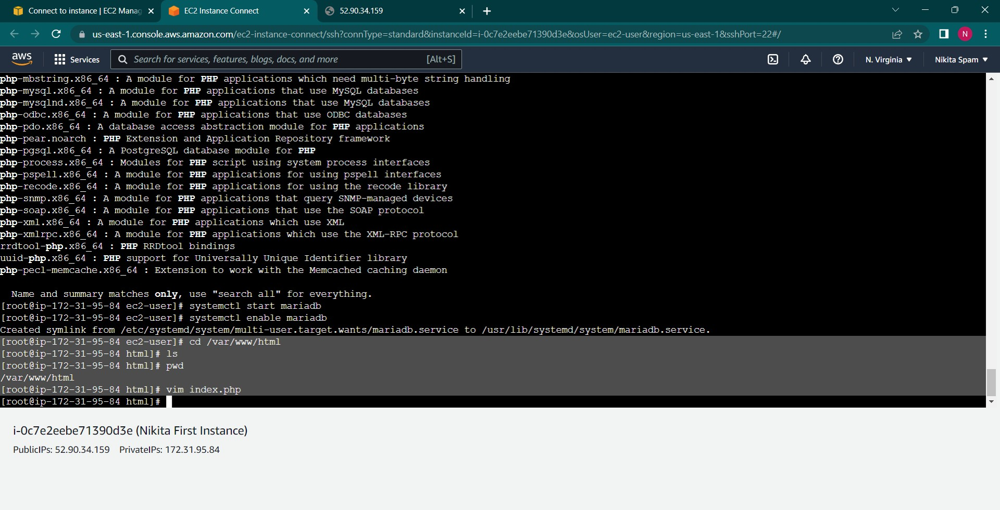 Connect to instance | EC2 Manag
EC2 Instance Connect
52.90.34.159
us-east-1.console.aws.amazon.com/ec2-instance-connect/ssh?connType=standard&instanceId=i-0c7e2eebe71390d3e&osUser=ec2-user&region=us-east-1&sshPort=22#/
N
aws
Services
Search for services, features, blogs, docs, and more
[Alt+S]
N. Virginia
Nikita Spam
php-mbstring.x86_64 : A module for PHP applications which need multi-byte string handling
php-mysql.x86_64 : A module for PHP applications that use MySQL databases
php-mysqlnd.x86_64 : A module for PHP applications that use MySQL databases
php-odbc.x86_64 : A module for PHP applications that use ODBC databases
php-pdo.x86_64 : A database access abstraction module for PHP applications
php-pear.noarch : PHP Extension and Application Repository framework
php-pgsql.x86_64 : A PostgreSQL database module for PHP
php-process.x86_64 : Modules for PHP script using system process interfaces
php-pspell.x86_64 : A module for PHP applications for using pspell interfaces
php-recode.x86_64 : A module for PHP applications for using the recode library
php-snmp.x86_64 : A module for PHP applications that query SNMP-managed devices
php-soap.x86_64 : A module for PHP applications that use the SOAP protocol
php-xml.x86_64 : A module for PHP applications which use XML
php-xmlrpc.x86_64 : A module for PHP applications which use the XML-RPC protocol
rrdtool-php.x86_64 : PHP RRDtool bindings
uuid-php.x86_64 : PHP support for Universally Unique Identifier library
php-pecl-memcache.x86_64 : Extension to work with the Memcached caching daemon
Name and summary matches only, use "search all" for everything.
[root@ip-172-31-95-84 ec2-user]# systemctl start mariadb
[root@ip-172-31-95-84 ec2-user]# systemctl enable mariadb
Created symlink from /etc/systemd/system/multi-user.target.wants/mariadb.service to /usr/lib/systemd/system/mariadb.service.
[root@ip-172-31-95-84 ec2-user]# cd /var/www/html
[root@ip-172-31-95-84 html]# ls
[root@ip-172-31-95-84 html]# pwd
/var/www/html
[root@ip-172-31-95-84 html]# vim index.php
[root@ip-172-31-95-84 html]#
i-0c7e2eebe71390d3e (Nikita First Instance)
PublicIPs: 52.90.34.159 PrivateIPs: 172.31.95.84